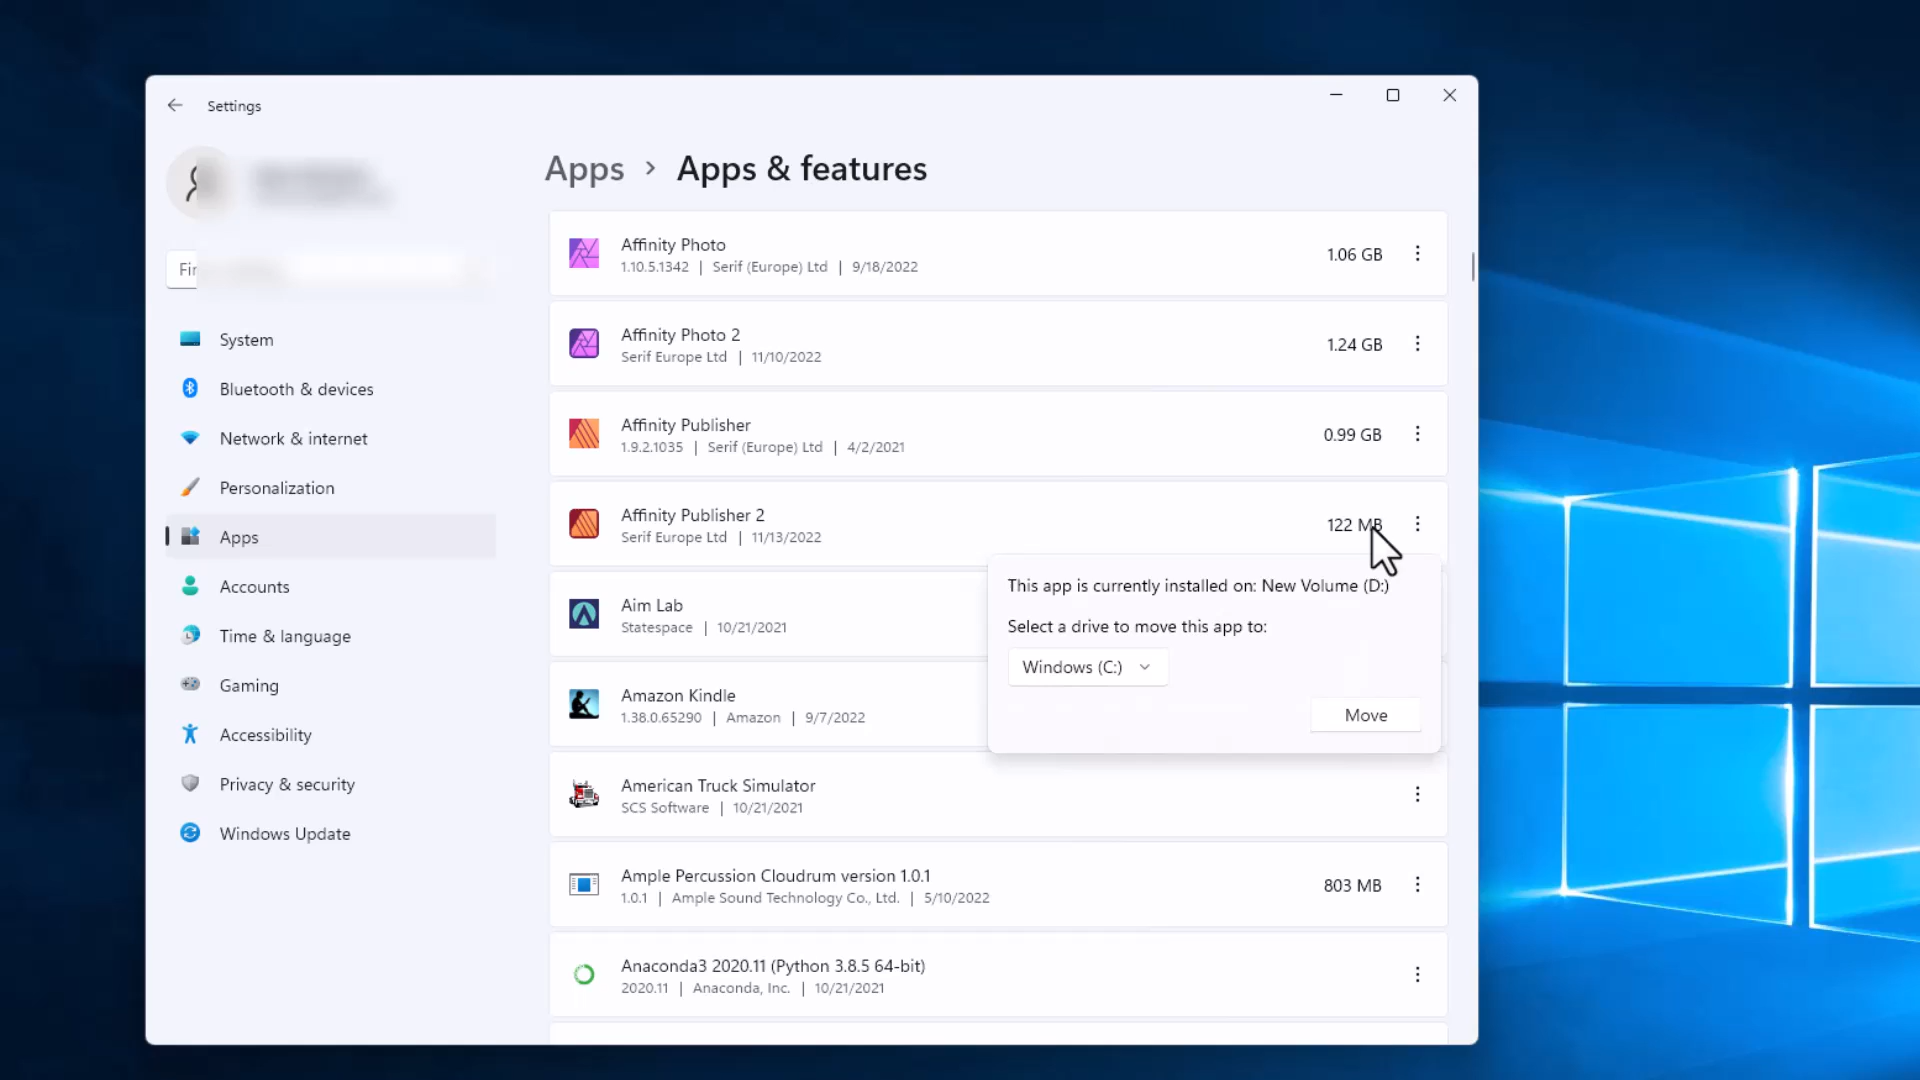 Settings
Fin
System
Bluetooth & devices
Network & internet
Personalization
Apps
Accounts
Time & language
Gaming
Accessibility
Privacy & security
Windows Update
Apps > Apps & features
Affinity Photo
1.10.5.1342 | Serif (Europe) Ltd | 9/18/2022
1.06 GB
Affinity Photo 2
Serif Europe Ltd | 11/10/2022
1.24 GB
Affinity Publisher
1.9.2.1035 | Serif (Europe) Ltd | 4/2/2021
0.99 GB
Affinity Publisher 2
Serif Europe Ltd | 11/13/2022
122 MB
This app is currently installed on: New Volume (D:)
Select a drive to move this app to:
Windows (C:)
Move
Aim Lab
Statespace | 10/21/2021
Amazon Kindle
1.38.0.65290 | Amazon | 9/7/2022
American Truck Simulator
SCS Software | 10/21/2021
Ample Percussion Cloudrum version 1.0.1
1.0.1 | Ample Sound Technology Co., Ltd. | 5/10/2022
803 MB
Anaconda3 2020.11 (Python 3.8.5 64-bit)
2020.11 | Anaconda, Inc. | 10/21/2021